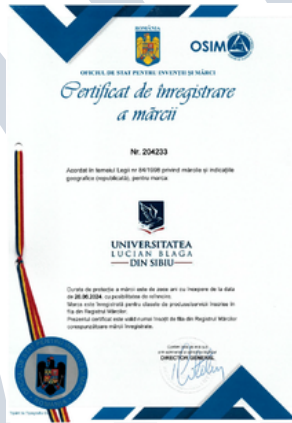 ROMÂNIA
OSIM
OFICIUL DE STAT PENTRU INVENȚII ȘI MĂRCI
Certificat de înregistrare
a mărcii
Nr. 204233
Acordat în temeiul Legii nr 84/1998 privind mărcile și indicațiile
geografice (republicată), pentru marca:
UNIVERSITATEA
LUCIAN BLAGA
DIN SIBIU
Durata de protecție a mărcii este de zece ani cu începere de la data
de 20.06.2024, cu posibilitatea de reînnoire.
Marca este înregistrată pentru clasele de produse/servicii înscrise în
fila din Registrul Mărcilor.
Prezentul certificat este valid numai însoțit de fila din Registrul Mărcilor
corespunzătoare mărcii înregistrate.
DIRECTOR GENERAL